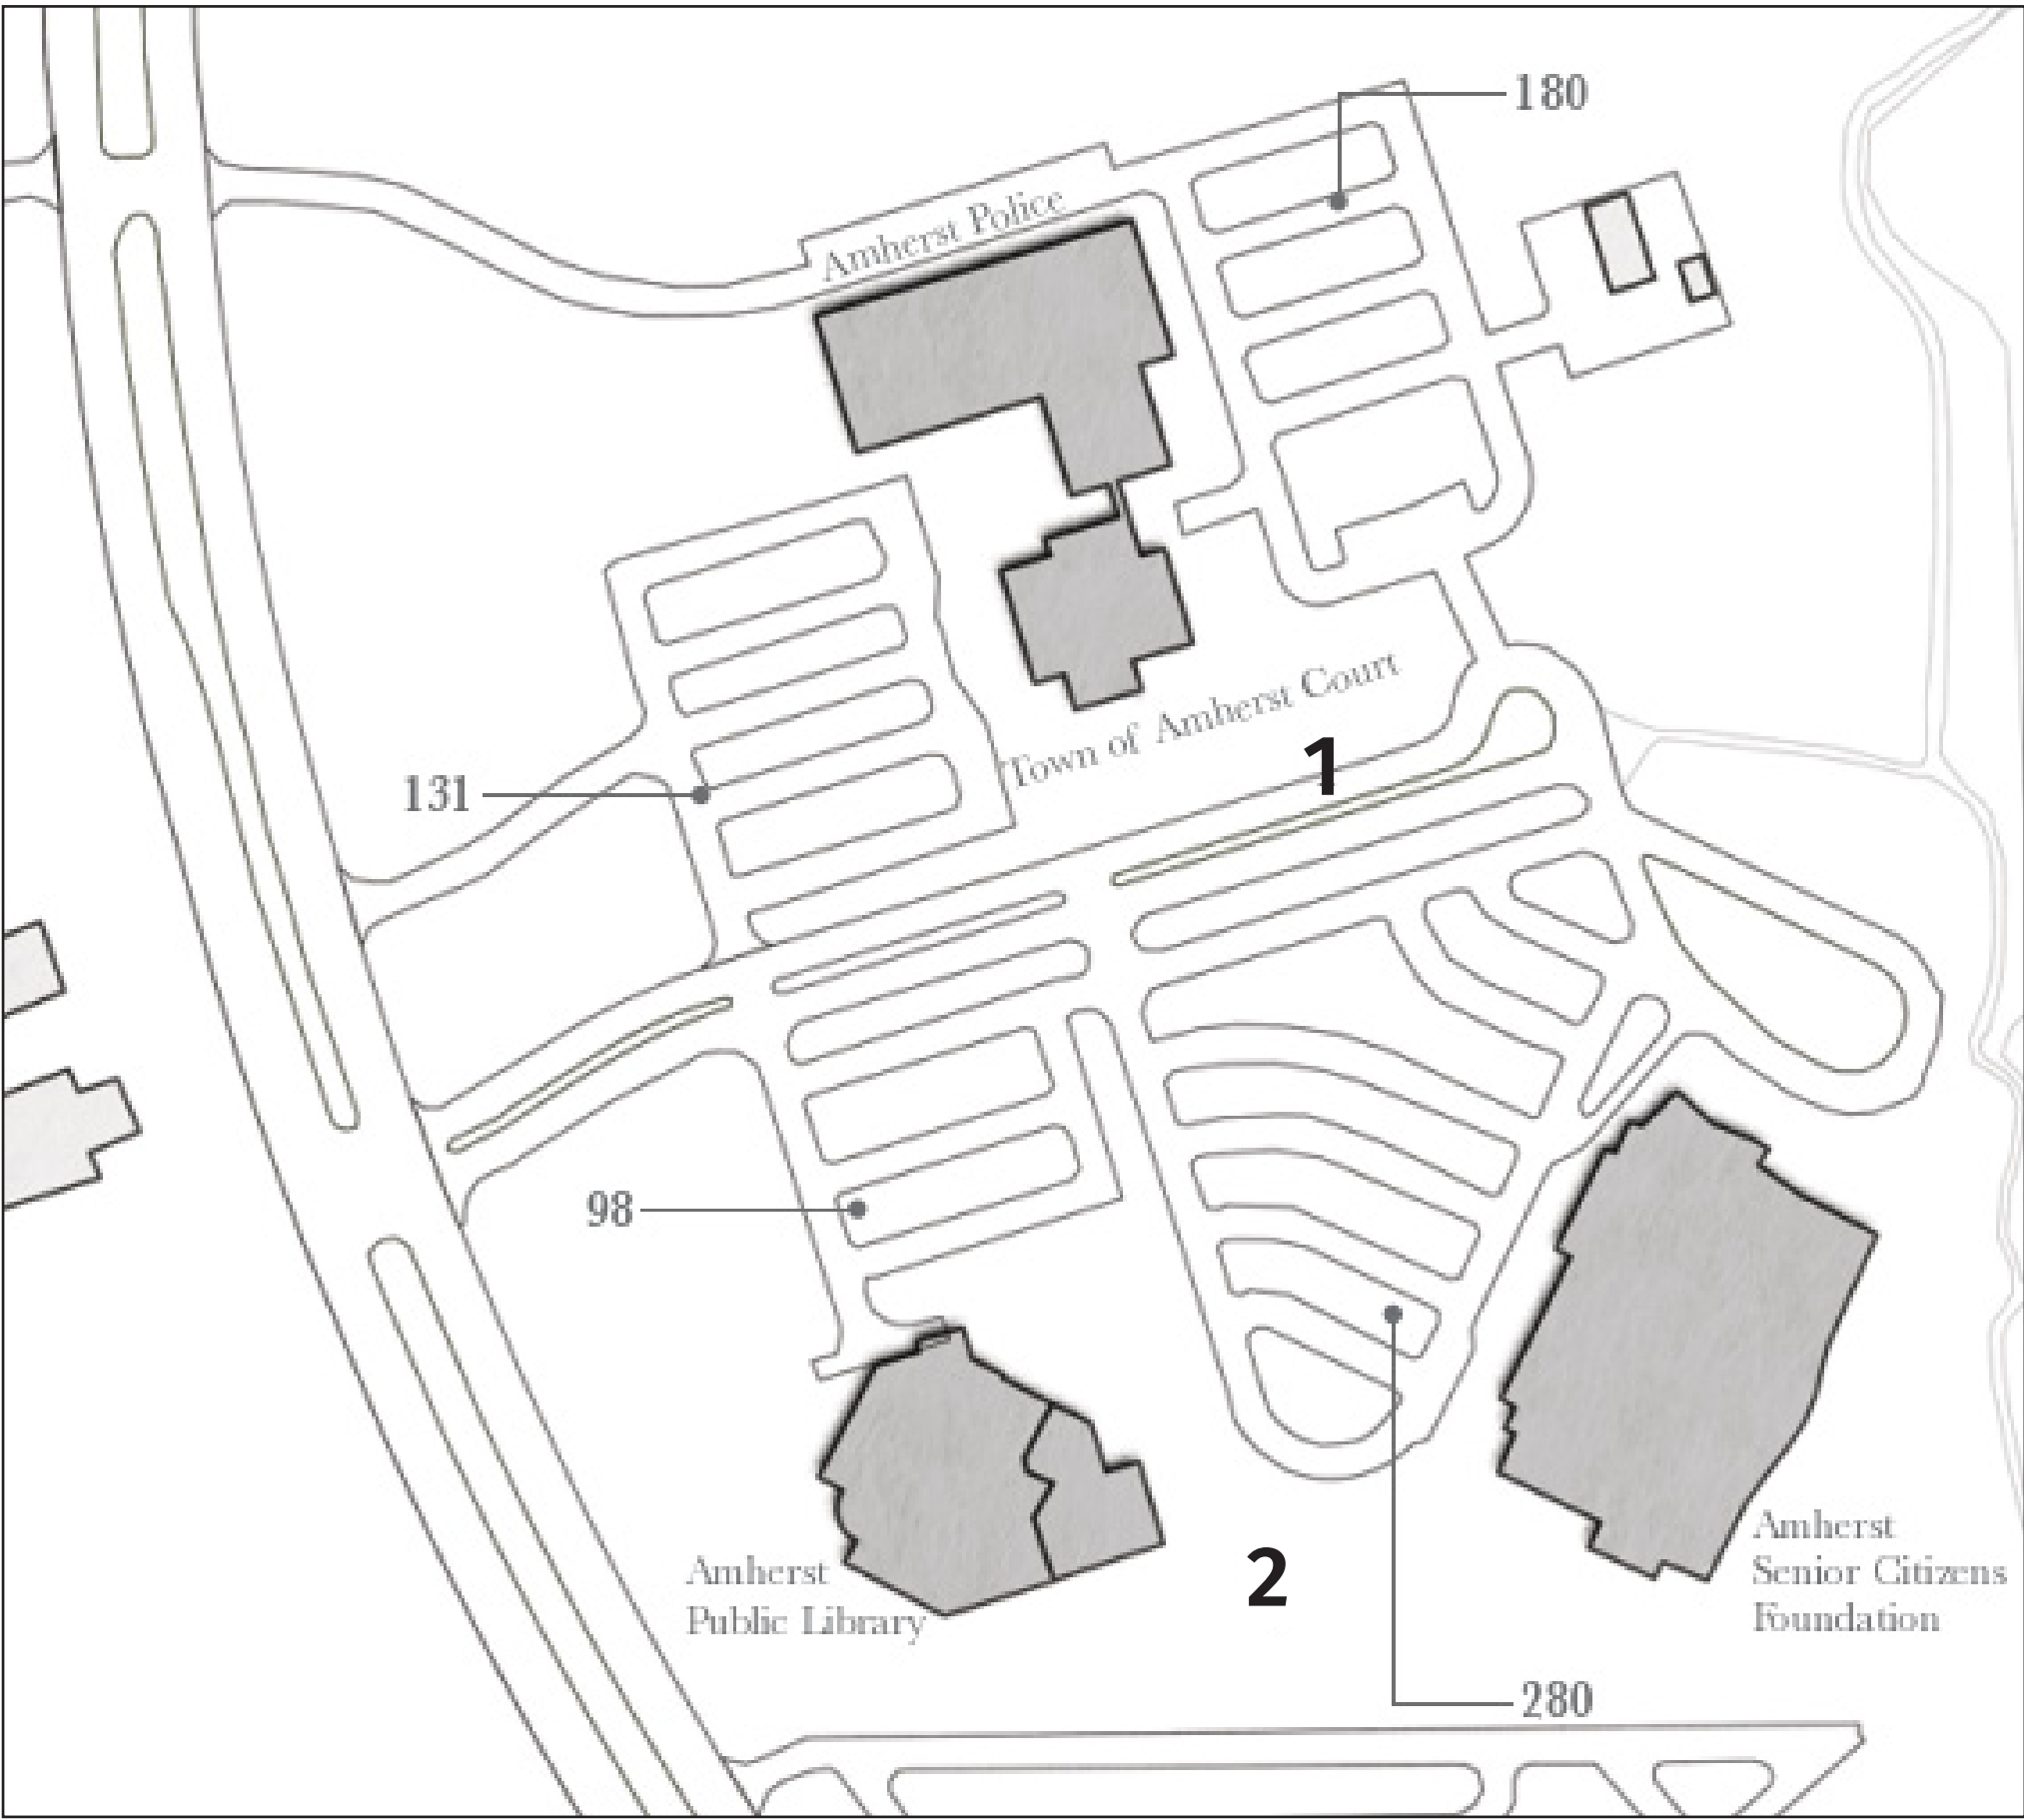 180
Amherst Police
Town of Amherst Court
1
131
98
Amherst
Public Library
2
Amherst
Senior Citizens
Foundation
280